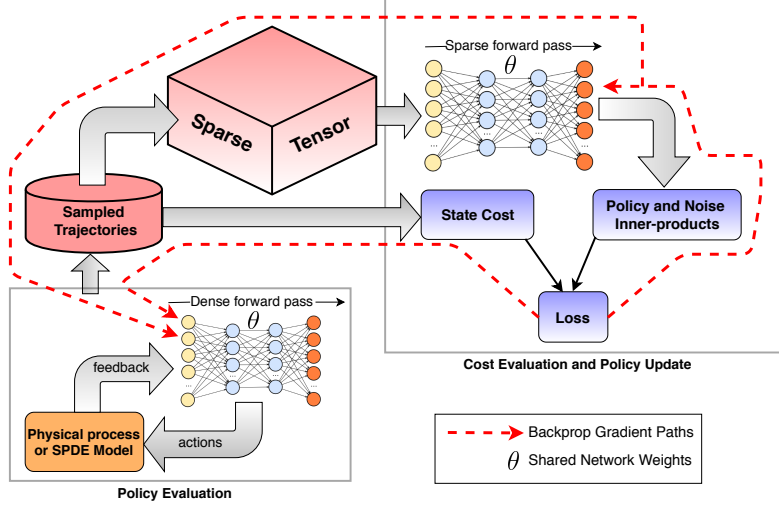 Sparse forward pass
θ
Sparse
Tensor
Sampled
Trajectories
State Cost
Policy and Noise
Inner-products
Loss
Cost Evaluation and Policy Update
Dense forward pass
θ
feedback
Physical process
or SPDE Model
actions
Policy Evaluation
Backprop Gradient Paths
θ Shared Network Weights